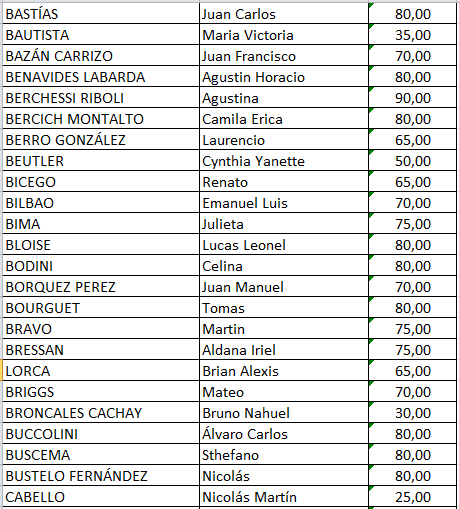 BASTÍAS Juan Carlos 80,00
BAUTISTA Maria Victoria 35,00
BAZÁN CARRIZO Juan Francisco 70,00
BENAVIDES LABARDA Agustin Horacio 80,00
BERCHESSI RIBOLI Agustina 90,00
BERCICH MONTALTO Camila Erica 80,00
BERRO GONZÁLEZ Laurencio 65,00
BEUTLER Cynthia Yanette 50,00
BICEGO Renato 65,00
BILBAO Emanuel Luis 70,00
BIMA Julieta 75,00
BLOISE Lucas Leonel 80,00
BODINI Celina 80,00
BORQUEZ PEREZ Juan Manuel 70,00
BOURGUET Tomas 80,00
BRAVO Martin 75,00
BRESSAN Aldana Iriel 75,00
LORCA Brian Alexis 65,00
BRIGGS Mateo 70,00
BRONCALES CACHAY Bruno Nahuel 30,00
BUCCOLINI Álvaro Carlos 80,00
BUSCEMA Sthefano 80,00
BUSTELO FERNÁNDEZ Nicolás 80,00
CABELLO Nicolás Martín 25,00